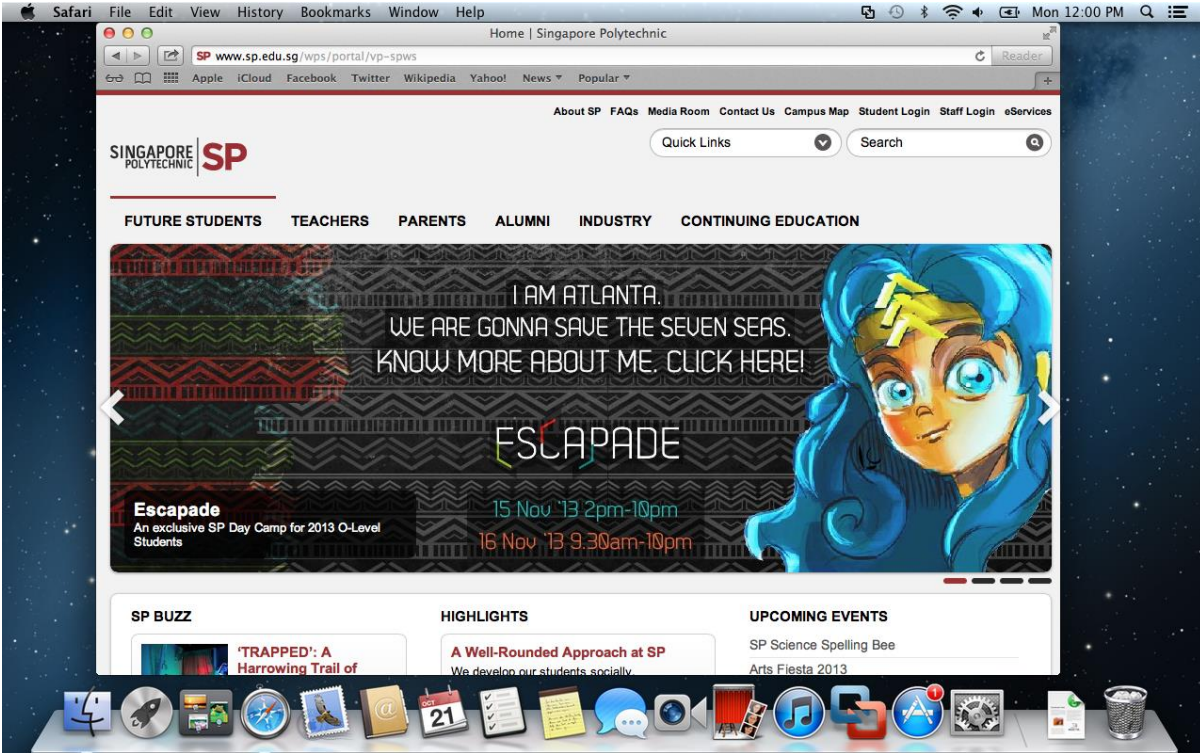 Safari File Edit View History Bookmarks Window Help Mon 12:00 PM
Home | Singapore Polytechnic
SP www.sp.edu.sg/wps/portal/vp-spws Reader
Apple iCloud Facebook Twitter Wikipedia Yahoo! News Popular
About SP FAQs Media Room Contact Us Campus Map Student Login Staff Login eServices
Quick Links Search
SINGAPORE POLYTECHNIC SP
FUTURE STUDENTS TEACHERS PARENTS ALUMNI INDUSTRY CONTINUING EDUCATION
I AM ATLANTA.
WE ARE GONNA SAVE THE SEVEN SEAS.
KNOW MORE ABOUT ME. CLICK HERE!
ESCAPADE
15 Nov '13 2pm-10pm
16 Nov '13 9.30am-10pm
Escapade
An exclusive SP Day Camp for 2013 O-Level
Students
SP BUZZ
'TRAPPED': A
Harrowing Trail of
HIGHLIGHTS
A Well-Rounded Approach at SP
We develop our students socially,
UPCOMING EVENTS
SP Science Spelling Bee
Arts Fiesta 2013
OCT
21
1